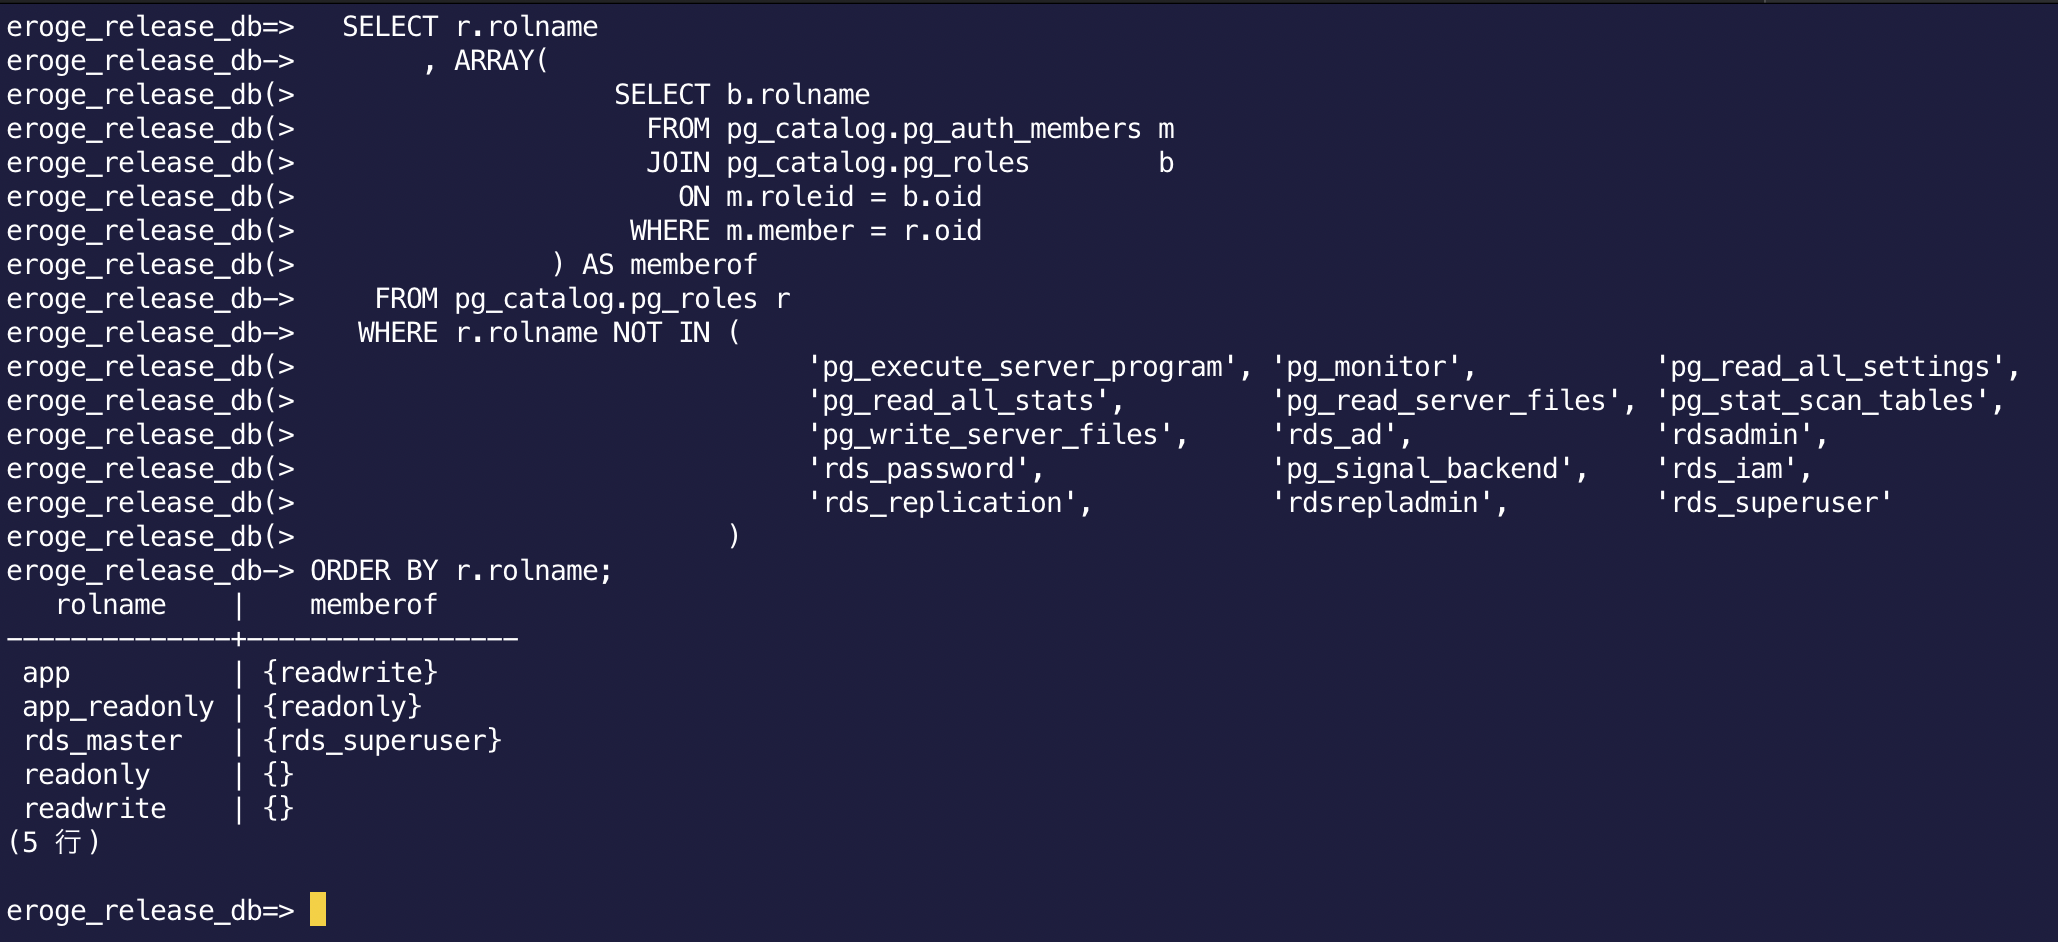 eroge_release_db=>   SELECT r.rolname
eroge_release_db->        , ARRAY(
eroge_release_db(>                    SELECT b.rolname
eroge_release_db(>                      FROM pg_catalog.pg_auth_members m
eroge_release_db(>                      JOIN pg_catalog.pg_roles        b
eroge_release_db(>                        ON m.roleid = b.oid
eroge_release_db(>                     WHERE m.member = r.oid
eroge_release_db(>                ) AS memberof
eroge_release_db->     FROM pg_catalog.pg_roles r
eroge_release_db->    WHERE r.rolname NOT IN (
eroge_release_db(>                                'pg_execute_server_program', 'pg_monitor',           'pg_read_all_settings',
eroge_release_db(>                                'pg_read_all_stats',         'pg_read_server_files', 'pg_stat_scan_tables',
eroge_release_db(>                                'pg_write_server_files',     'rds_ad',               'rdsadmin',
eroge_release_db(>                                'rds_password',              'pg_signal_backend',    'rds_iam',
eroge_release_db(>                                'rds_replication',           'rdsrepladmin',         'rds_superuser'
eroge_release_db(>                           )
eroge_release_db-> ORDER BY r.rolname;
   rolname    |    memberof
--------------+-----------------
 app          | {readwrite}
 app_readonly | {readonly}
 rds_master   | {rds_superuser}
 readonly     | {}
 readwrite    | {}
(5 行)
eroge_release_db=>